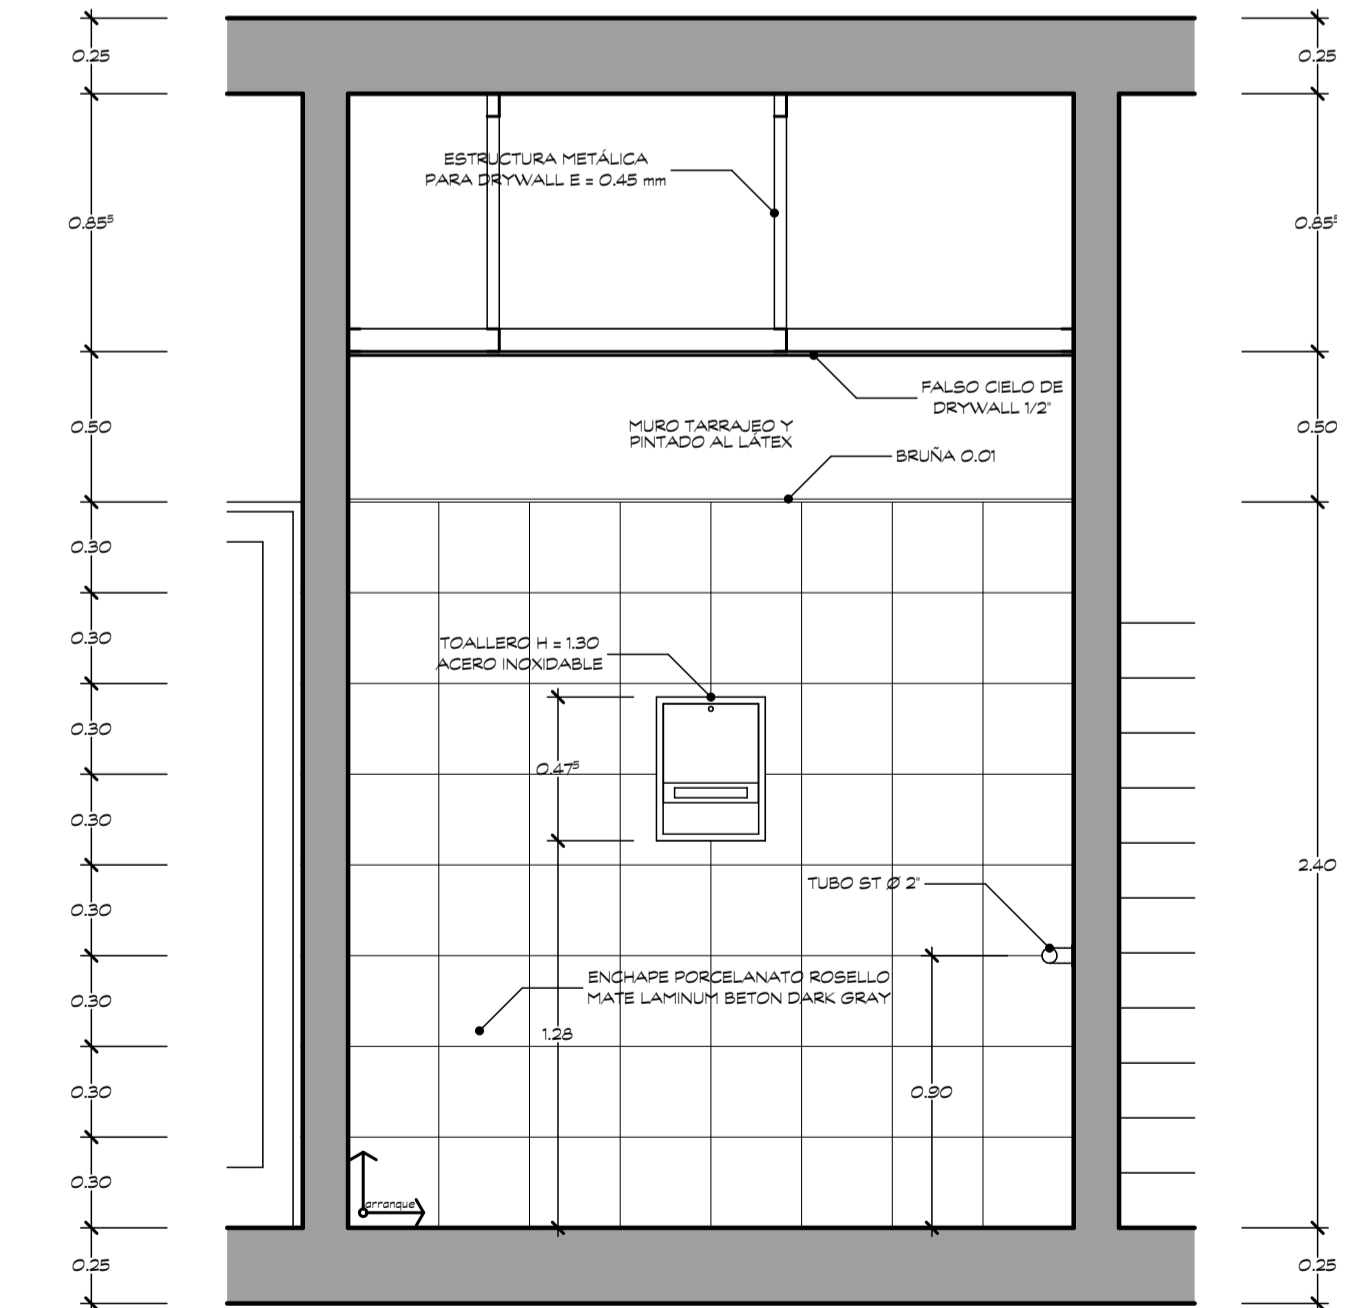 0.25
0.25
ESTRUCTURA METÁLICA
PARA DRYWALL E = 0.45 mm
0.85⁵
0.85⁵
FALSO CIELO DE
DRYWALL 1/2"
0.50
MURO TARRAJEO Y
PINTADO AL LÁTEX
0.50
BRUÑA 0.01
0.30
0.30
TOALLERO H = 1.30
ACERO INOXIDABLE
0.30
0.47⁵
0.30
2.40
TUBO ST Ø 2"
0.30
ENCHAPE PORCELANATO ROSELLO
MATE LAMINUM BETON DARK GRAY
0.30
1.28
0.30
0.90
0.30
arranque
0.25
0.25